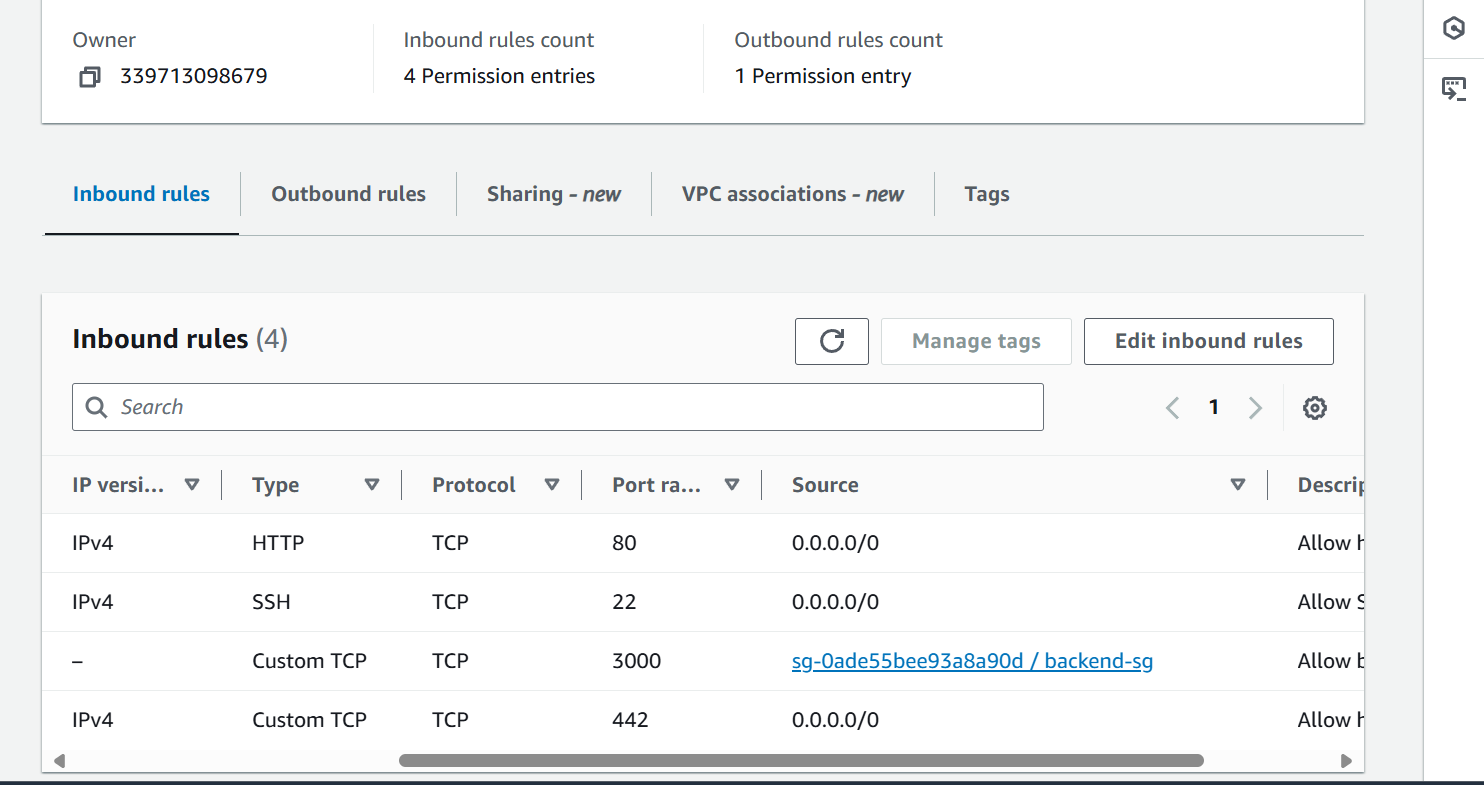 Owner
Inbound rules count
Outbound rules count
339713098679
4 Permission entries
1 Permission entry
Inbound rules
Outbound rules
Sharing - new
VPC associations - new
Tags
Inbound rules (4)
Manage tags
Edit inbound rules
Search
1
IP versi... Type Protocol Port ra... Source Descrip
IPv4 HTTP TCP 80 0.0.0.0/0 Allow h
IPv4 SSH TCP 22 0.0.0.0/0 Allow S
– Custom TCP TCP 3000 sg-0ade55bee93a8a90d / backend-sg Allow b
IPv4 Custom TCP TCP 442 0.0.0.0/0 Allow h